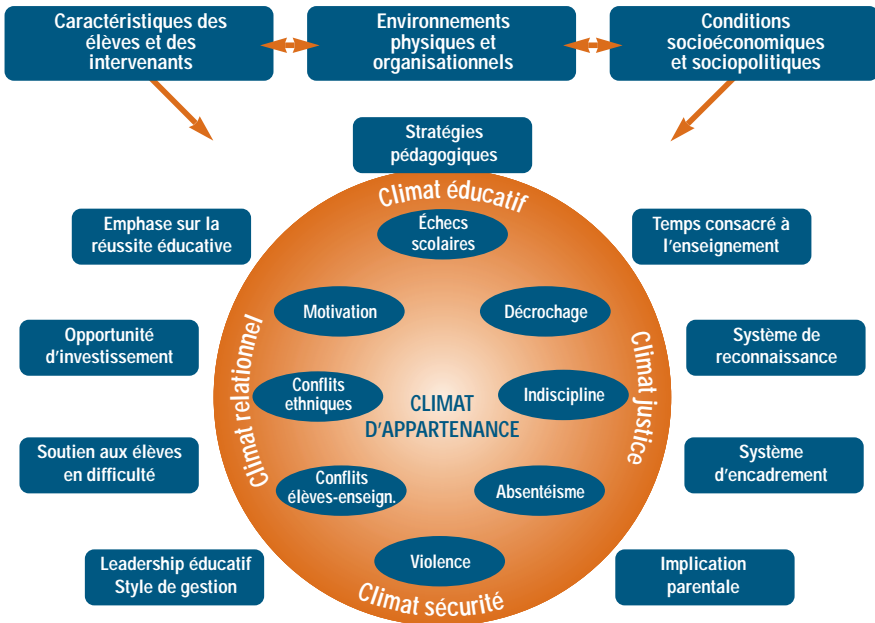 Caractéristiques des
élèves et des
intervenants
Environnements
physiques et
organisationnels
Conditions
socioéconomiques
et sociopolitiques
Stratégies
pédagogiques
Climat éducatif
Emphase sur la
réussite éducative
Échecs
scolaires
Temps consacré à
l'enseignement
Motivation
Décrochage
Opportunité
d'investissement
Climat relationnel
Climat justice
Système de
reconnaissance
Conflits
ethniques
CLIMAT
D'APPARTENANCE
Indiscipline
Soutien aux élèves
en difficulté
Conflits
élèves-enseign.
Absentéisme
Système
d'encadrement
Leadership éducatif
Style de gestion
Violence
Climat sécurité
Implication
parentale